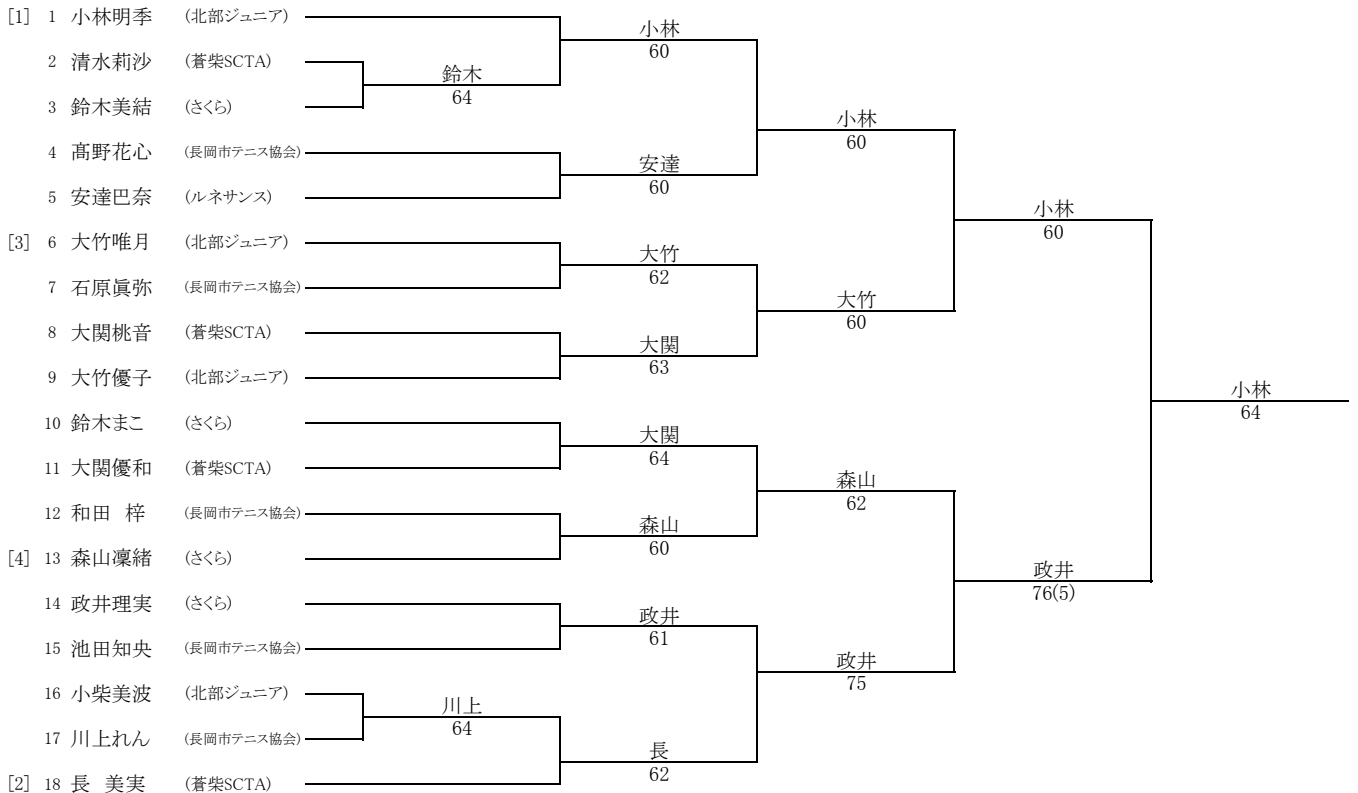 [1] 1 小林明季 (北部ジュニア)
2 清水莉沙 (蒼柴SCTA)
3 鈴木美結 (さくら)
4 髙野花心 (長岡市テニス協会)
5 安達巴奈 (ルネサンス)
[3] 6 大竹唯月 (北部ジュニア)
7 石原眞弥 (長岡市テニス協会)
8 大関桃音 (蒼柴SCTA)
9 大竹優子 (北部ジュニア)
10 鈴木まこ (さくら)
11 大関優和 (蒼柴SCTA)
12 和田 梓 (長岡市テニス協会)
[4] 13 森山凜緒 (さくら)
14 政井理実 (さくら)
15 池田知央 (長岡市テニス協会)
16 小柴美波 (北部ジュニア)
17 川上れん (長岡市テニス協会)
[2] 18 長 美実 (蒼柴SCTA)
鈴木
64
川上
64
小林
60
安達
60
大竹
62
大関
63
大関
64
森山
60
政井
61
長
62
小林
60
大竹
60
森山
62
政井
75
小林
60
政井
76(5)
小林
64